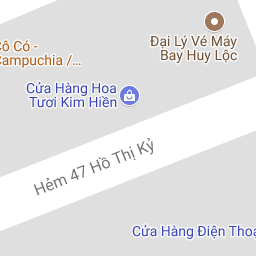 Đại Lý Vé Máy
Bay Huy Lộc
Cô Có -
Campuchia /...
Cửa Hàng Hoa
Tươi Kim Hiền
Hẻm 47 Hồ Thị Kỷ
Cửa Hàng Điện Thoạ